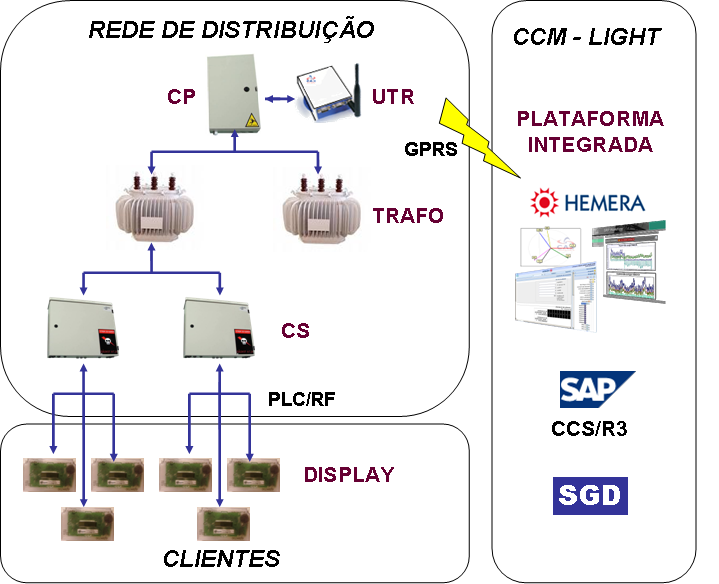 REDE DE DISTRIBUIÇÃO
CP
UTR
GPRS
TRAFO
CS
PLC/RF
DISPLAY
CLIENTES
CCM - LIGHT
PLATAFORMA
INTEGRADA
HEMERA
SAP
CCS/R3
SGD